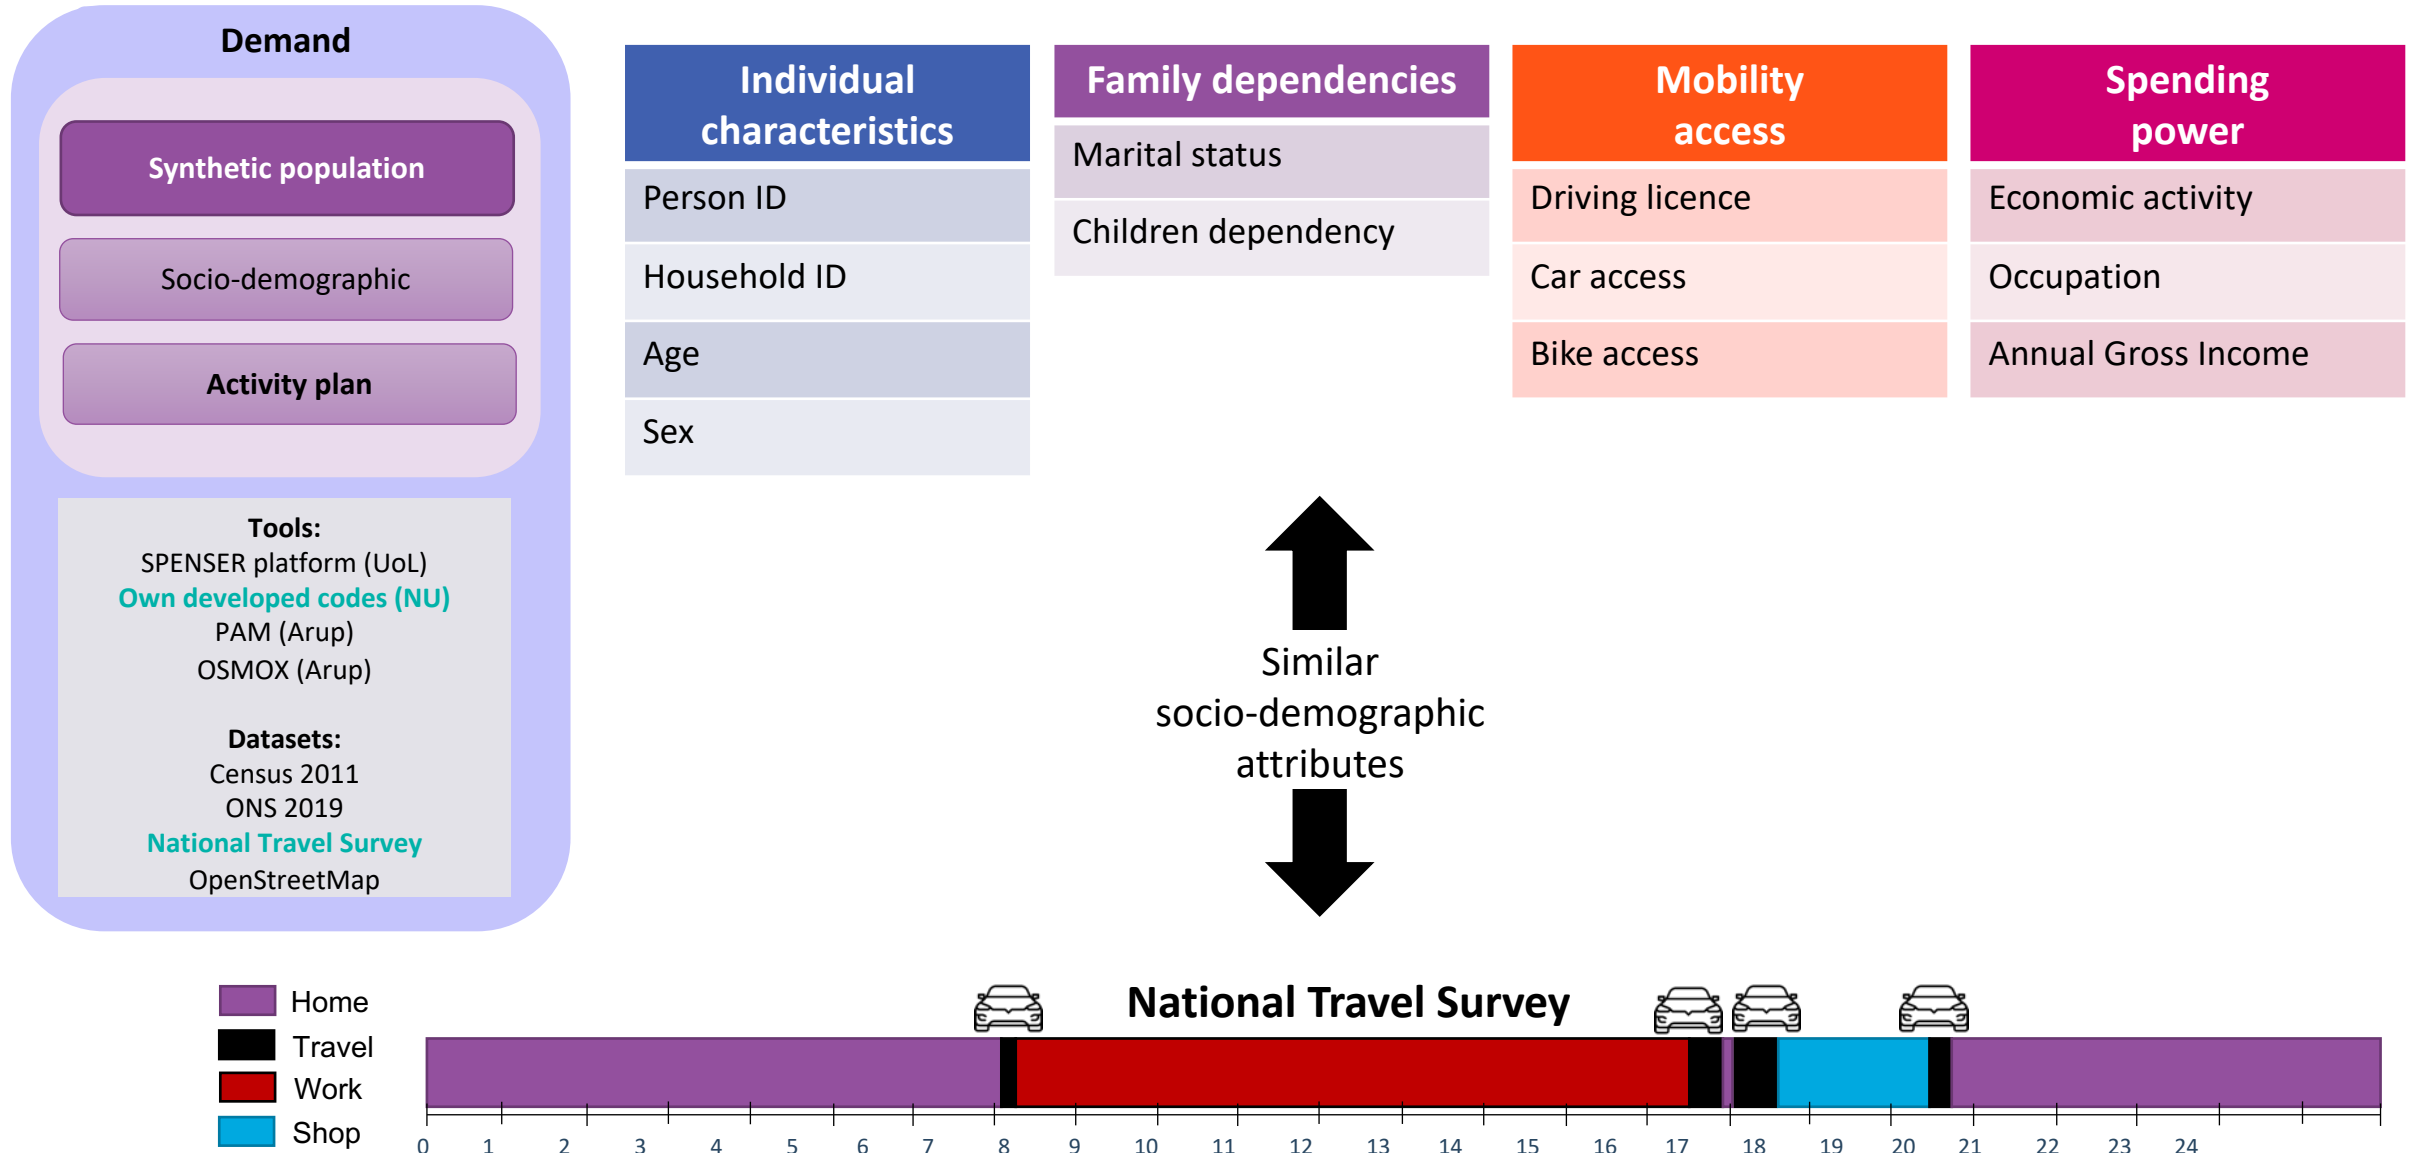 Demand
Synthetic population
Socio-demographic
Activity plan
Tools:
SPENSER platform (UoL)
Own developed codes (NU)
PAM (Arup)
OSMOX (Arup)
Datasets:
Census 2011
ONS 2019
National Travel Survey
OpenStreetMap
Individual
characteristics
Person ID
Household ID
Age
Sex
Family dependencies
Marital status
Children dependency
Mobility
access
Driving licence
Car access
Bike access
Spending
power
Economic activity
Occupation
Annual Gross Income
Similar
socio-demographic
attributes
National Travel Survey
Home
Travel
Work
Shop
0 1 2 3 4 5 6 7 8 9 10 11 12 13 14 15 16 17 18 19 20 21 22 23 24